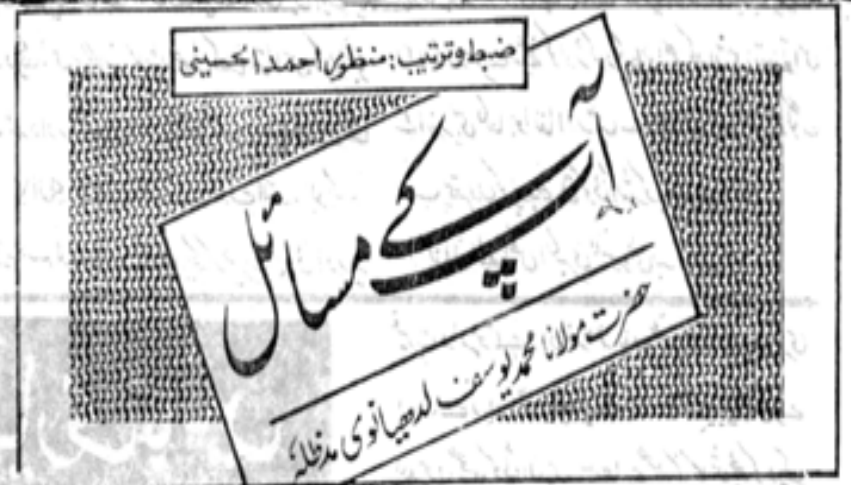 ضبط و ترتیب: منظور احمد الحسینی
آپ کے مسائل
حضرت مولانا محمد یوسف لدھیانوی مدظلہ